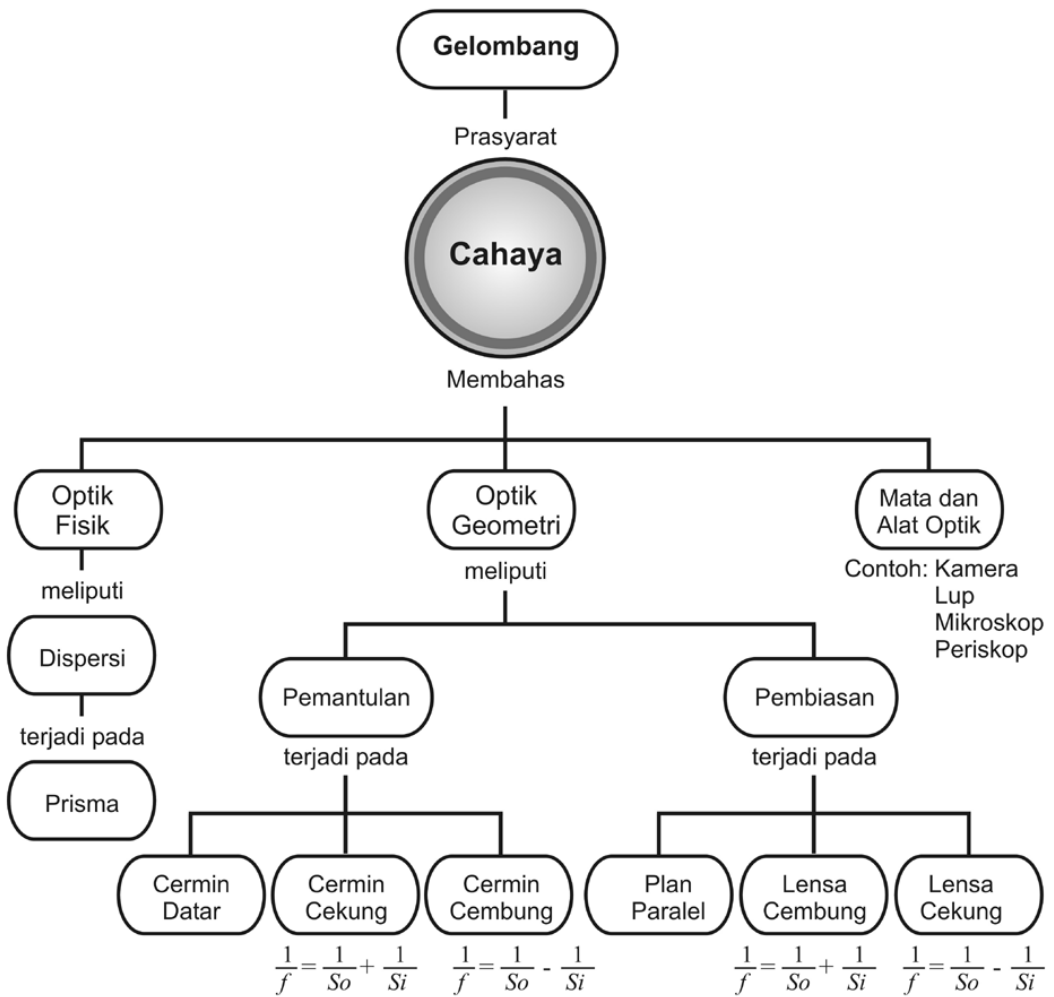 Gelombang
Prasyarat
Cahaya
Membahas
Optik
Fisik
meliputi
Dispersi
terjadi pada
Prisma
Optik
Geometri
meliputi
Pemantulan
terjadi pada
Cermin
Datar
Cermin
Cekung
1/f = 1/So + 1/Si
Cermin
Cembung
1/f = 1/So - 1/Si
Pembiasan
terjadi pada
Plan
Paralel
Lensa
Cembung
1/f = 1/So + 1/Si
Lensa
Cekung
1/f = 1/So - 1/Si
Mata dan
Alat Optik
Contoh: Kamera
Lup
Mikroskop
Periskop